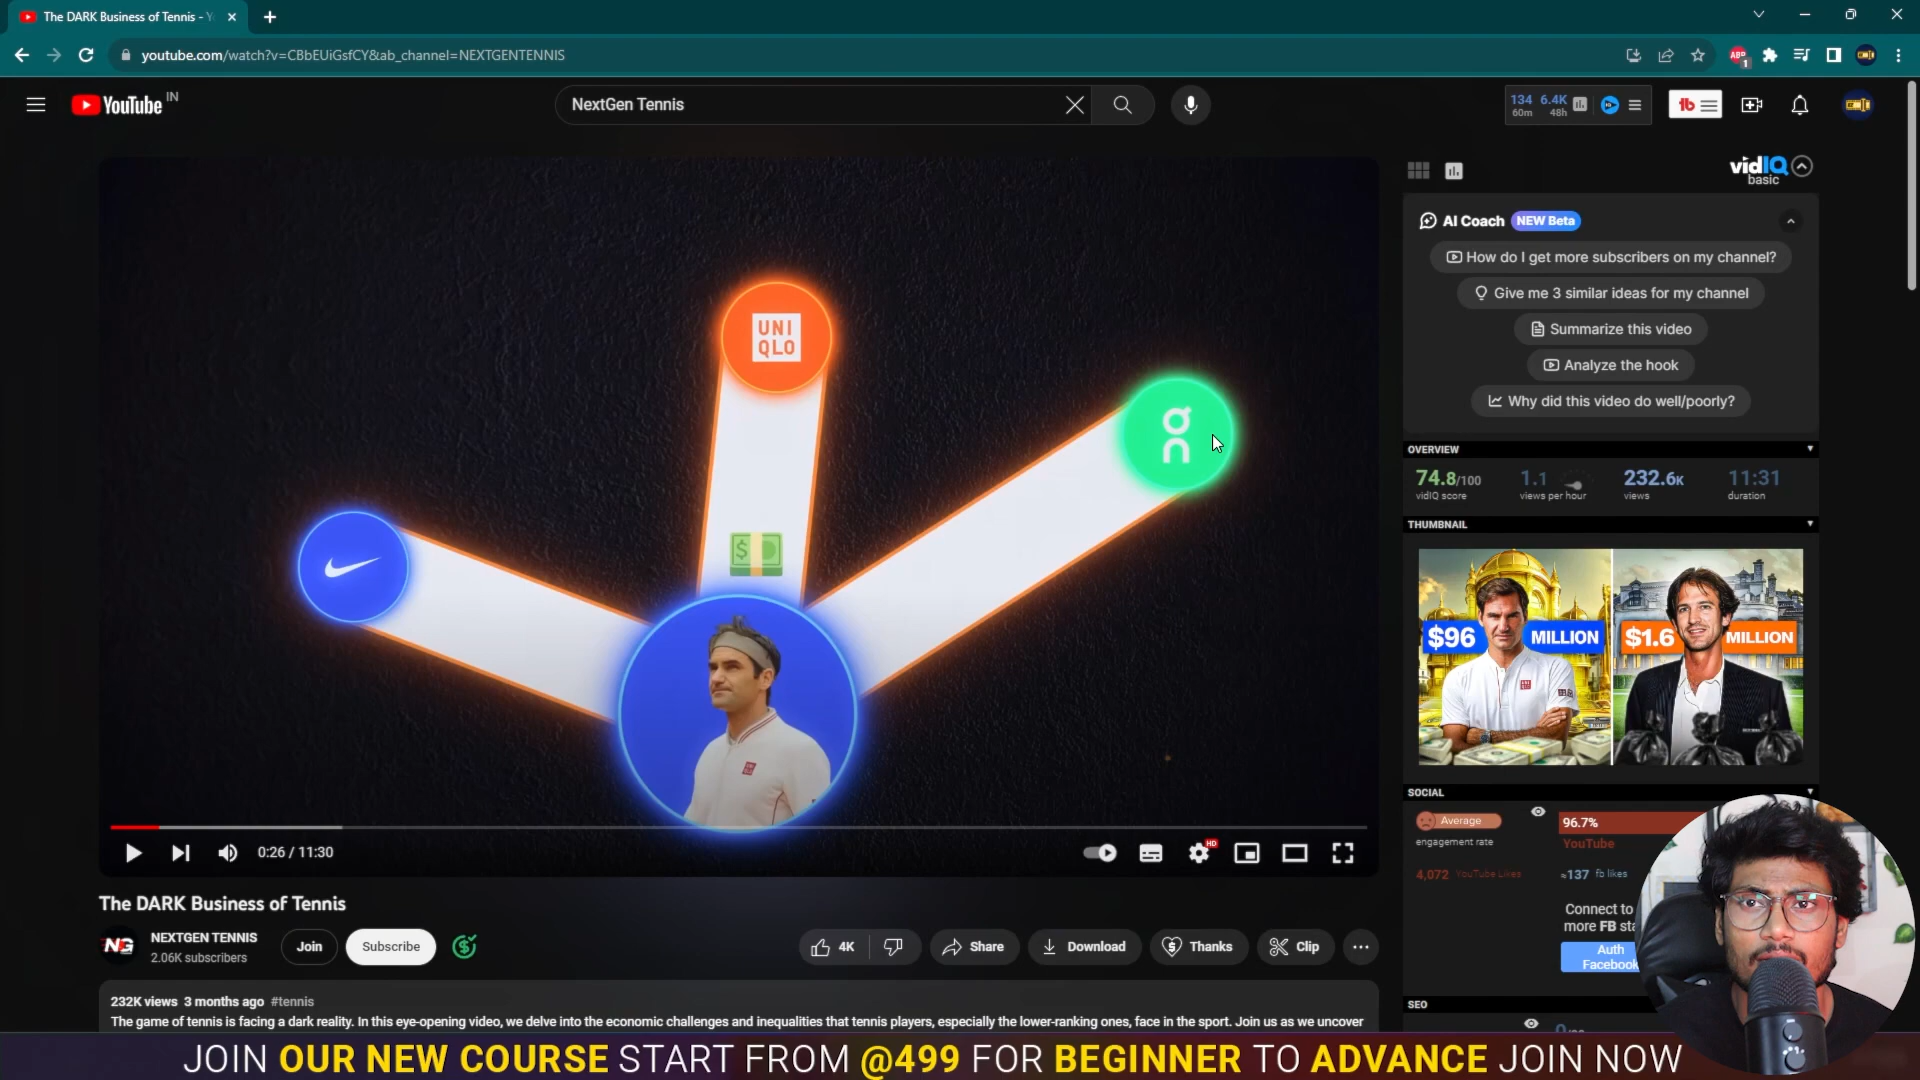 The DARK Business of Tennis - Y
youtube.com/watch?v=CBbEUiGsfCY&ab_channel=NEXTGENTENNIS
ABP
1
YouTube IN
NextGen Tennis
134 6.4K
60m 48h
tb
vidIQ
basic
AI Coach NEW Beta
How do I get more subscribers on my channel?
Give me 3 similar ideas for my channel
Summarize this video
Analyze the hook
Why did this video do well/poorly?
OVERVIEW
74.8/100 1.1 232.6K 11:31
vidIQ score views per hour views duration
THUMBNAIL
$96 MILLION $1.6 MILLION
UNI
QLO
on
SOCIAL
Average 96.7%
engagement rate YouTube
4,072 YouTube Likes ≈137 fb likes
Connect to
more FB sta
Auth
Facebook
SEO
0:26 / 11:30
HD
The DARK Business of Tennis
NG NEXTGEN TENNIS
2.06K subscribers
Join Subscribe
4K Share Download Thanks Clip
232K views 3 months ago #tennis
The game of tennis is facing a dark reality. In this eye-opening video, we delve into the economic challenges and inequalities that tennis players, especially the lower-ranking ones, face in the sport. Join us as we uncover
JOIN OUR NEW COURSE START FROM @499 FOR BEGINNER TO ADVANCE JOIN NOW